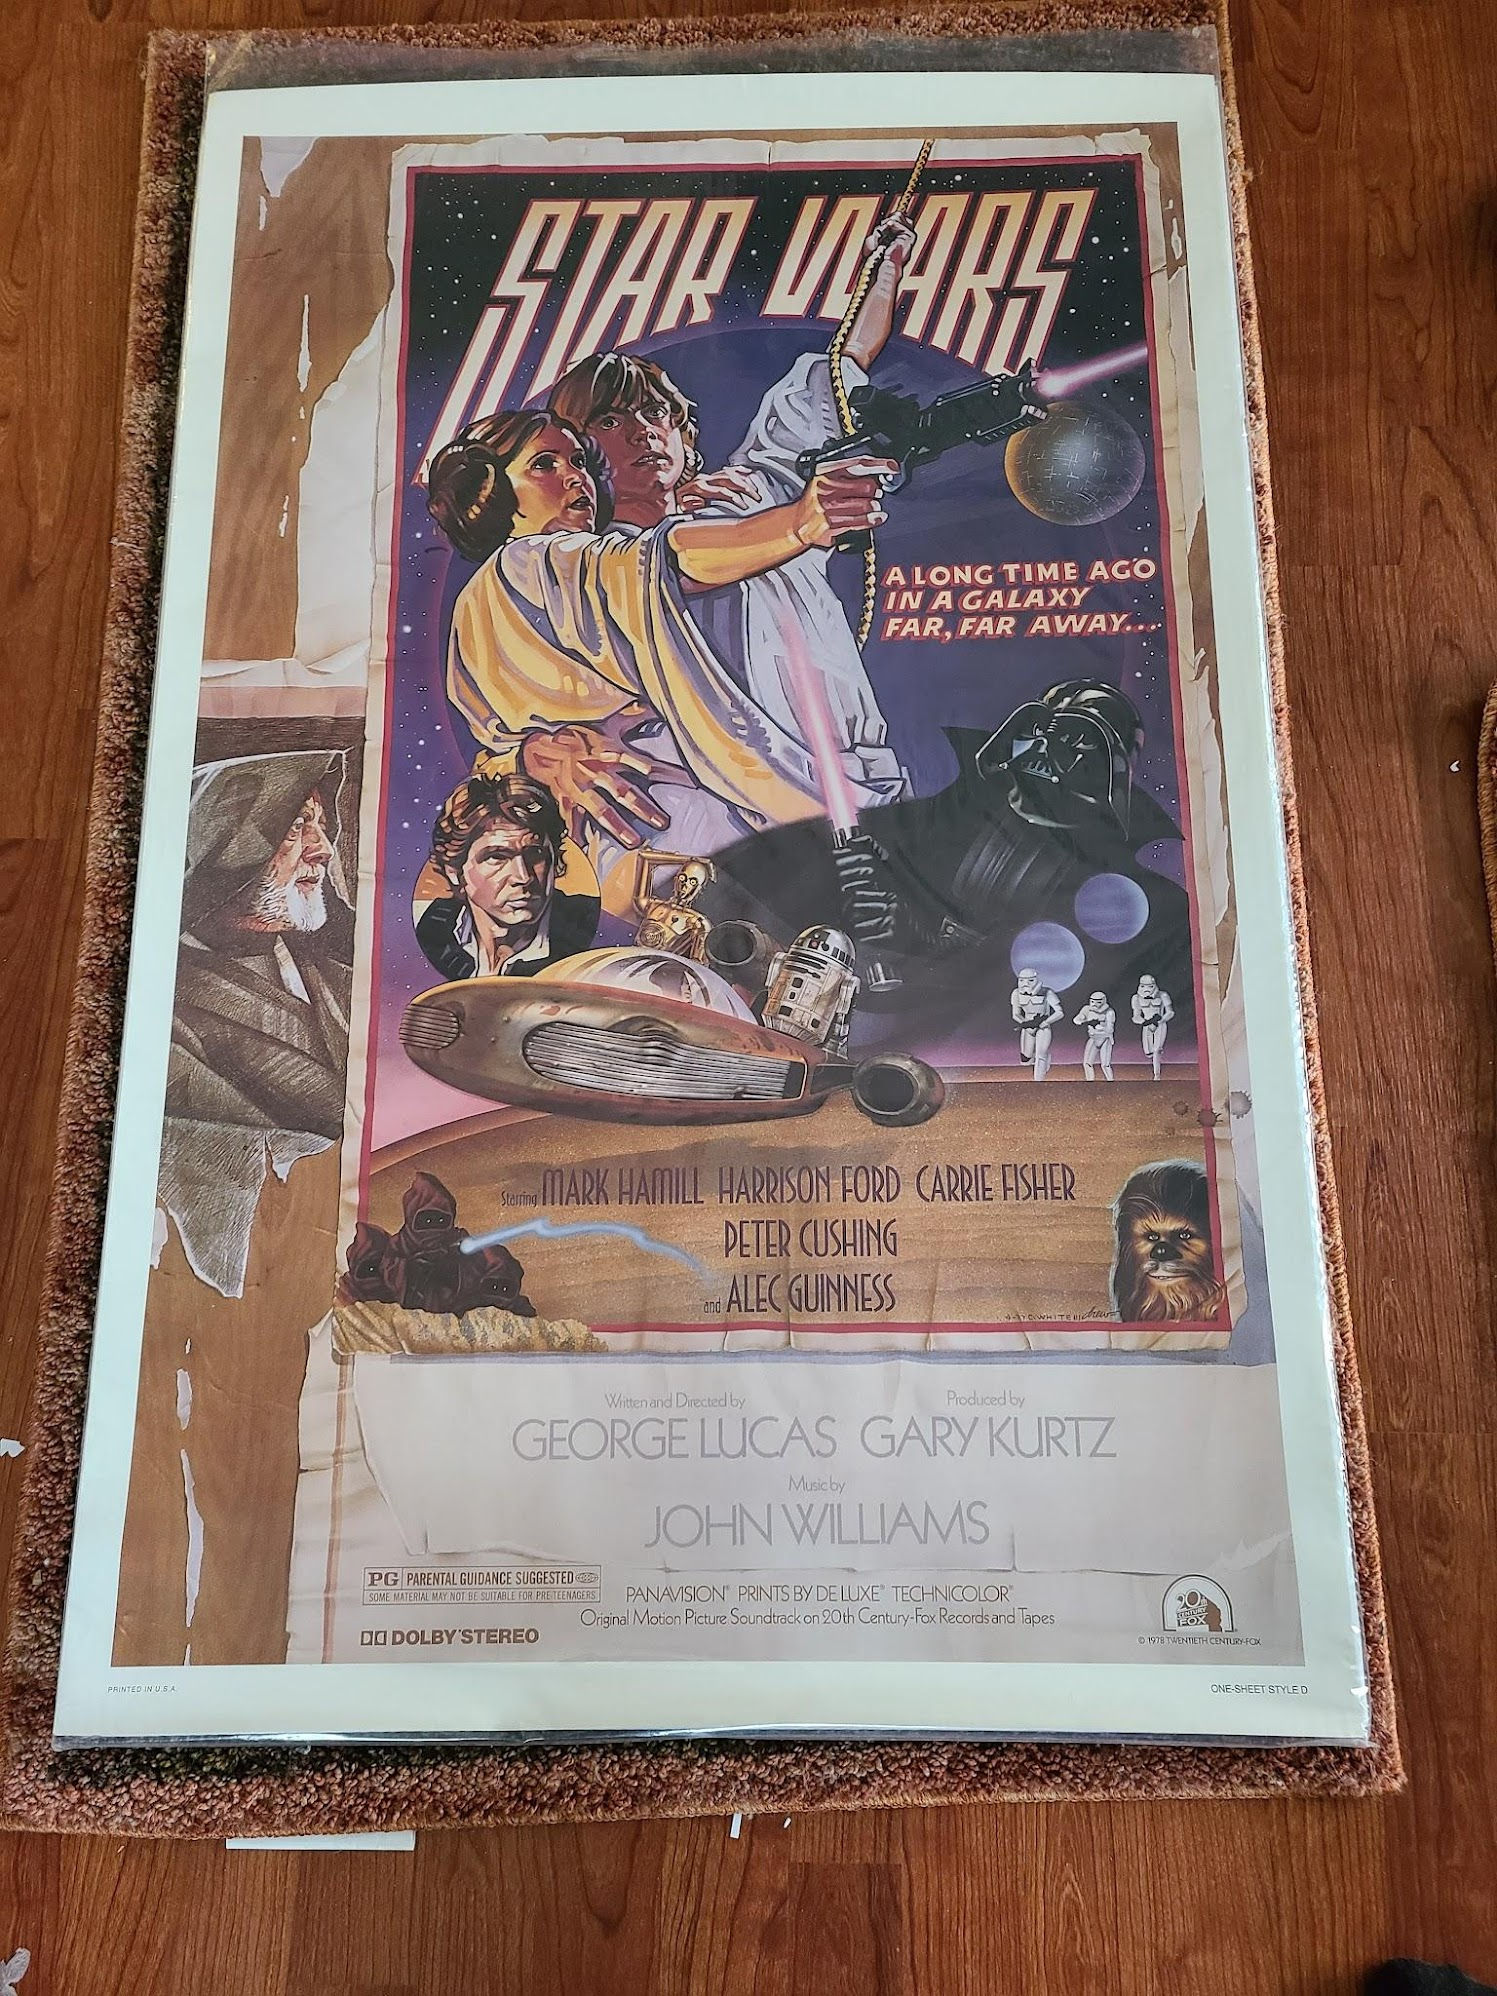 STAR WARS
A LONG TIME AGO
IN A GALAXY
FAR, FAR AWAY...
Starring MARK HAMILL HARRISON FORD CARRIE FISHER
PETER CUSHING
and ALEC GUINNESS
Written and Directed by
GEORGE LUCAS
Produced by
GARY KURTZ
Music by
JOHN WILLIAMS
PG PARENTAL GUIDANCE SUGGESTED
SOME MATERIAL MAY NOT BE SUITABLE FOR PRE-TEENAGERS
PANAVISION® PRINTS BY DE LUXE® TECHNICOLOR®
Original Motion Picture Soundtrack on 20th Century-Fox Records and Tapes
DOLBY STEREO
20th
CENTURY
FOX
© 1978 TWENTIETH CENTURY-FOX
PRINTED IN U.S.A.
ONE-SHEET STYLE D